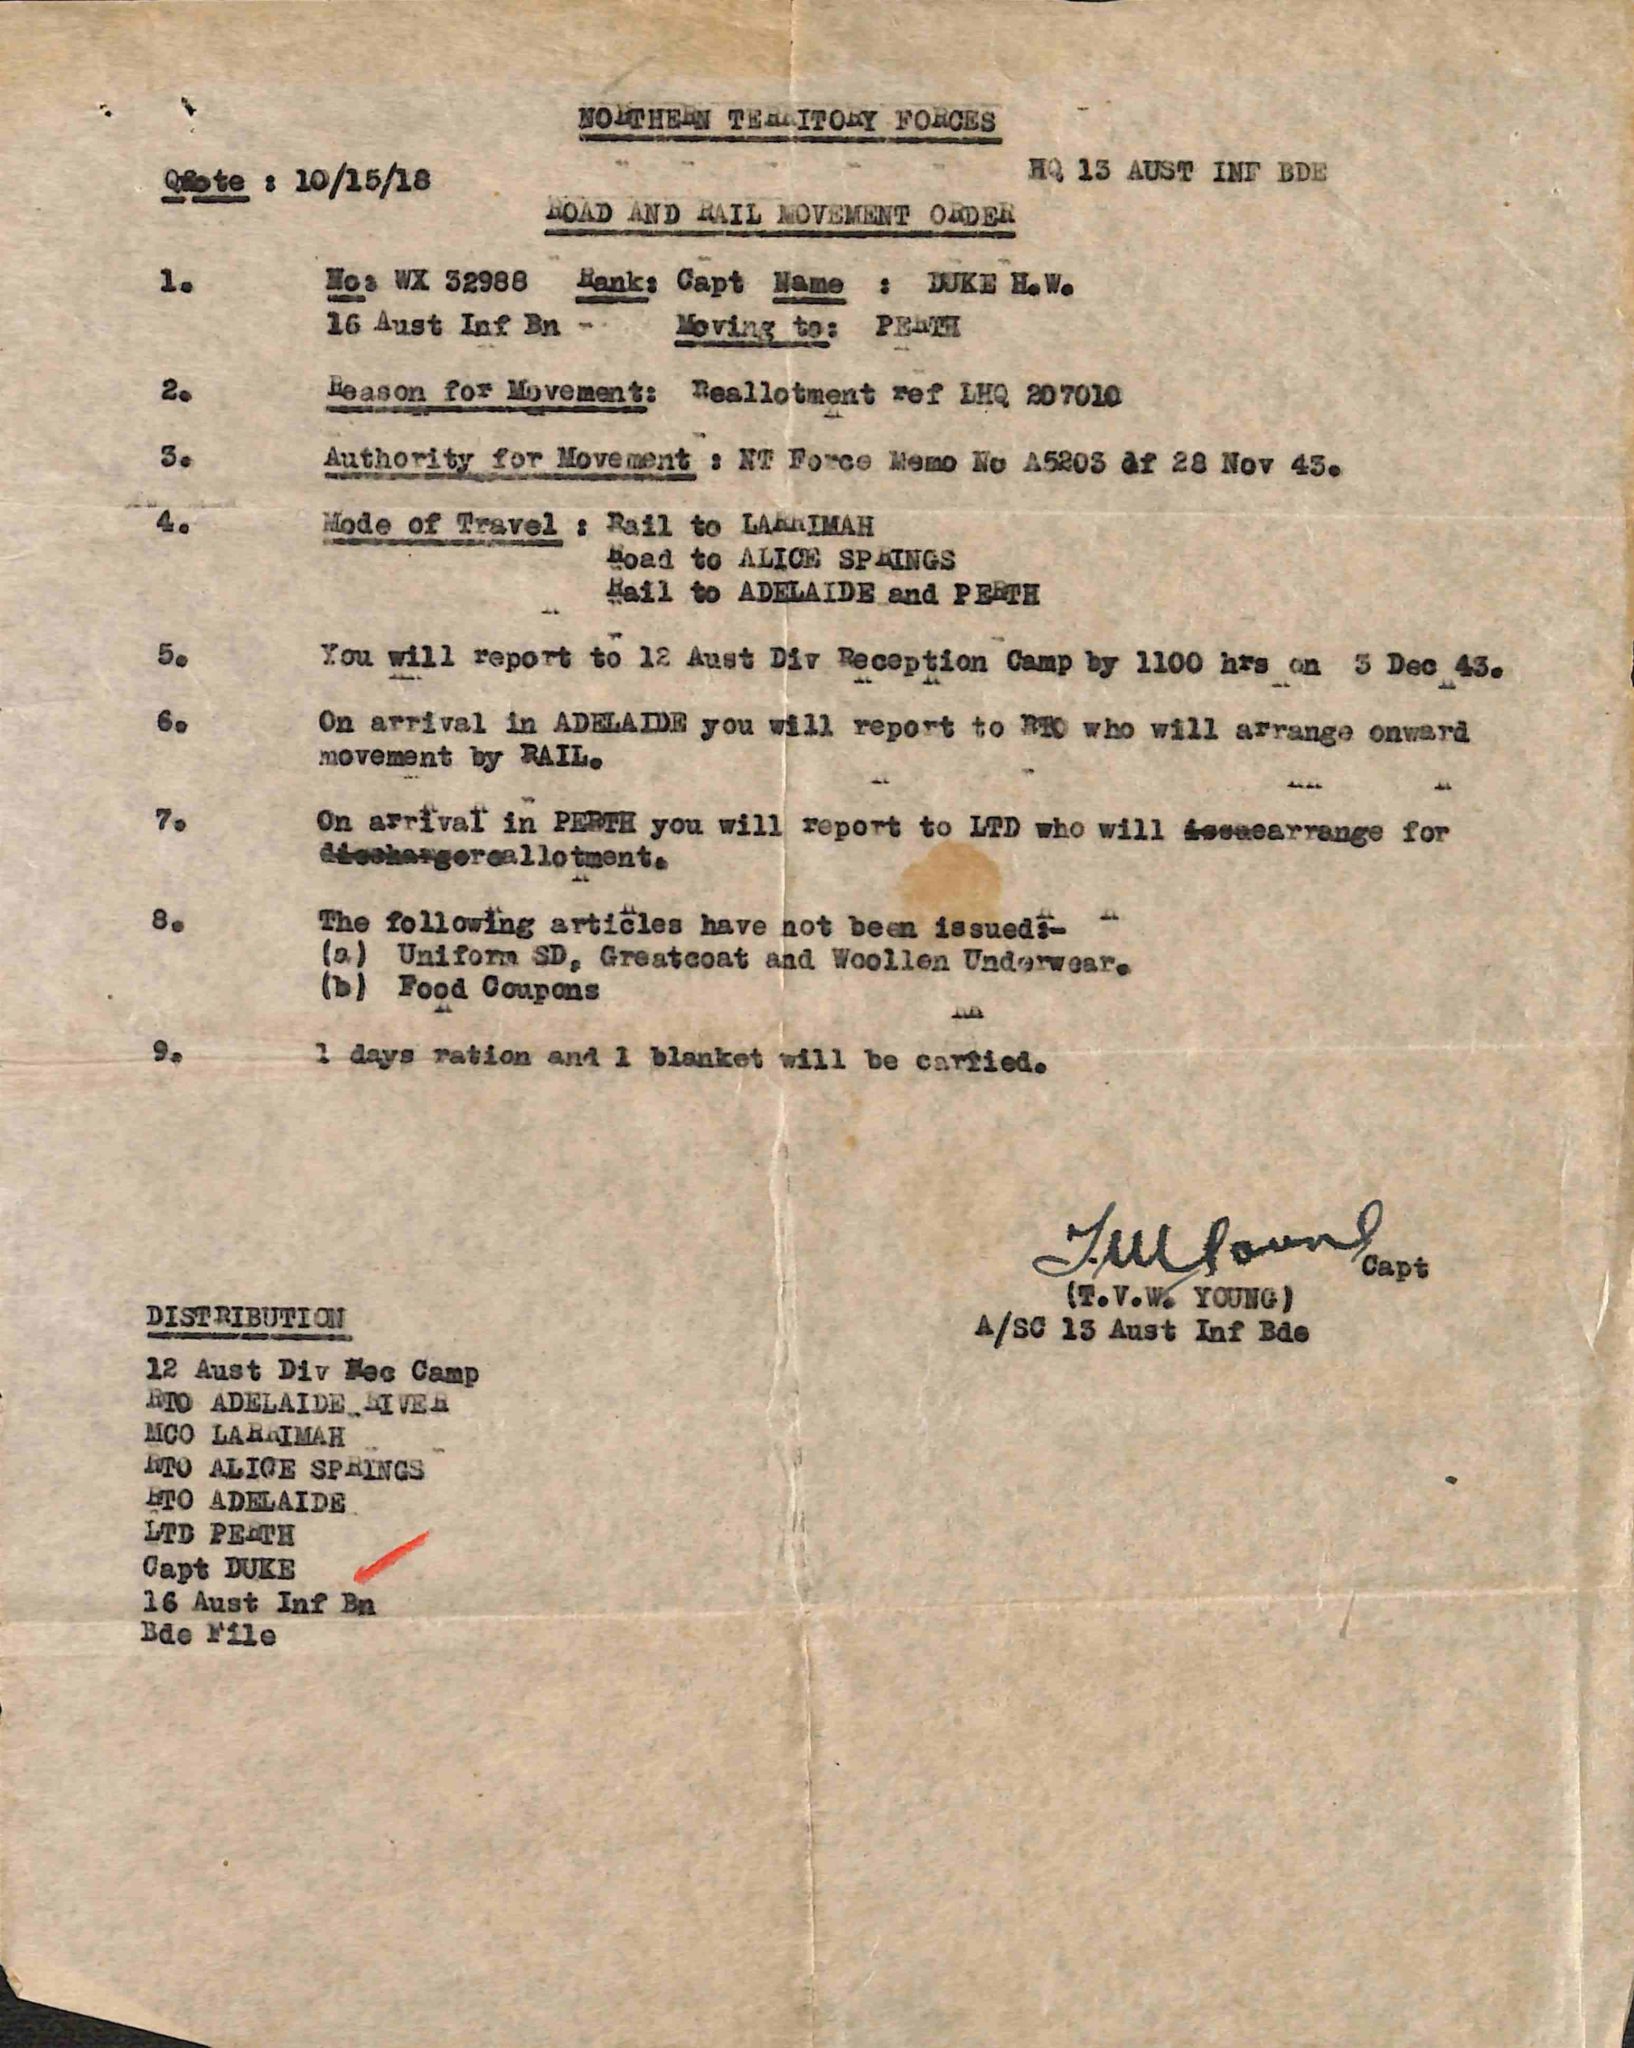 NORTHERN TERRITORY FORCES
HQ 13 AUST INF BDE
Quote : 10/15/18
ROAD AND RAIL MOVEMENT ORDER
1. No: WX 32988 Rank: Capt Name : DUKE H.W.
16 Aust Inf Bn - Moving to: PERTH
2. Reason for Movement: Reallotment ref LHQ 207010
3. Authority for Movement : NT Force Memo No A5203 df 28 Nov 43.
4. Mode of Travel : Rail to LARRIMAH
Road to ALICE SPRINGS
Rail to ADELAIDE and PERTH
5. You will report to 12 Aust Div Reception Camp by 1100 hrs on 3 Dec 43.
6. On arrival in ADELAIDE you will report to RTO who will arrange onward
movement by RAIL.
7. On arrival in PERTH you will report to LTD who will issue arrange for
discharge reallotment.
8. The following articles have not been issued:-
(a) Uniform SD, Greatcoat and Woollen Underwear.
(b) Food Coupons
9. 1 days ration and 1 blanket will be carried.
Capt
(T.V.W. YOUNG)
A/SC 13 Aust Inf Bde
DISTRIBUTION
12 Aust Div Rec Camp
RTO ADELAIDE RIVER
MCO LARRIMAH
RTO ALICE SPRINGS
RTO ADELAIDE
LTD PERTH
Capt DUKE
16 Aust Inf Bn
Bde File